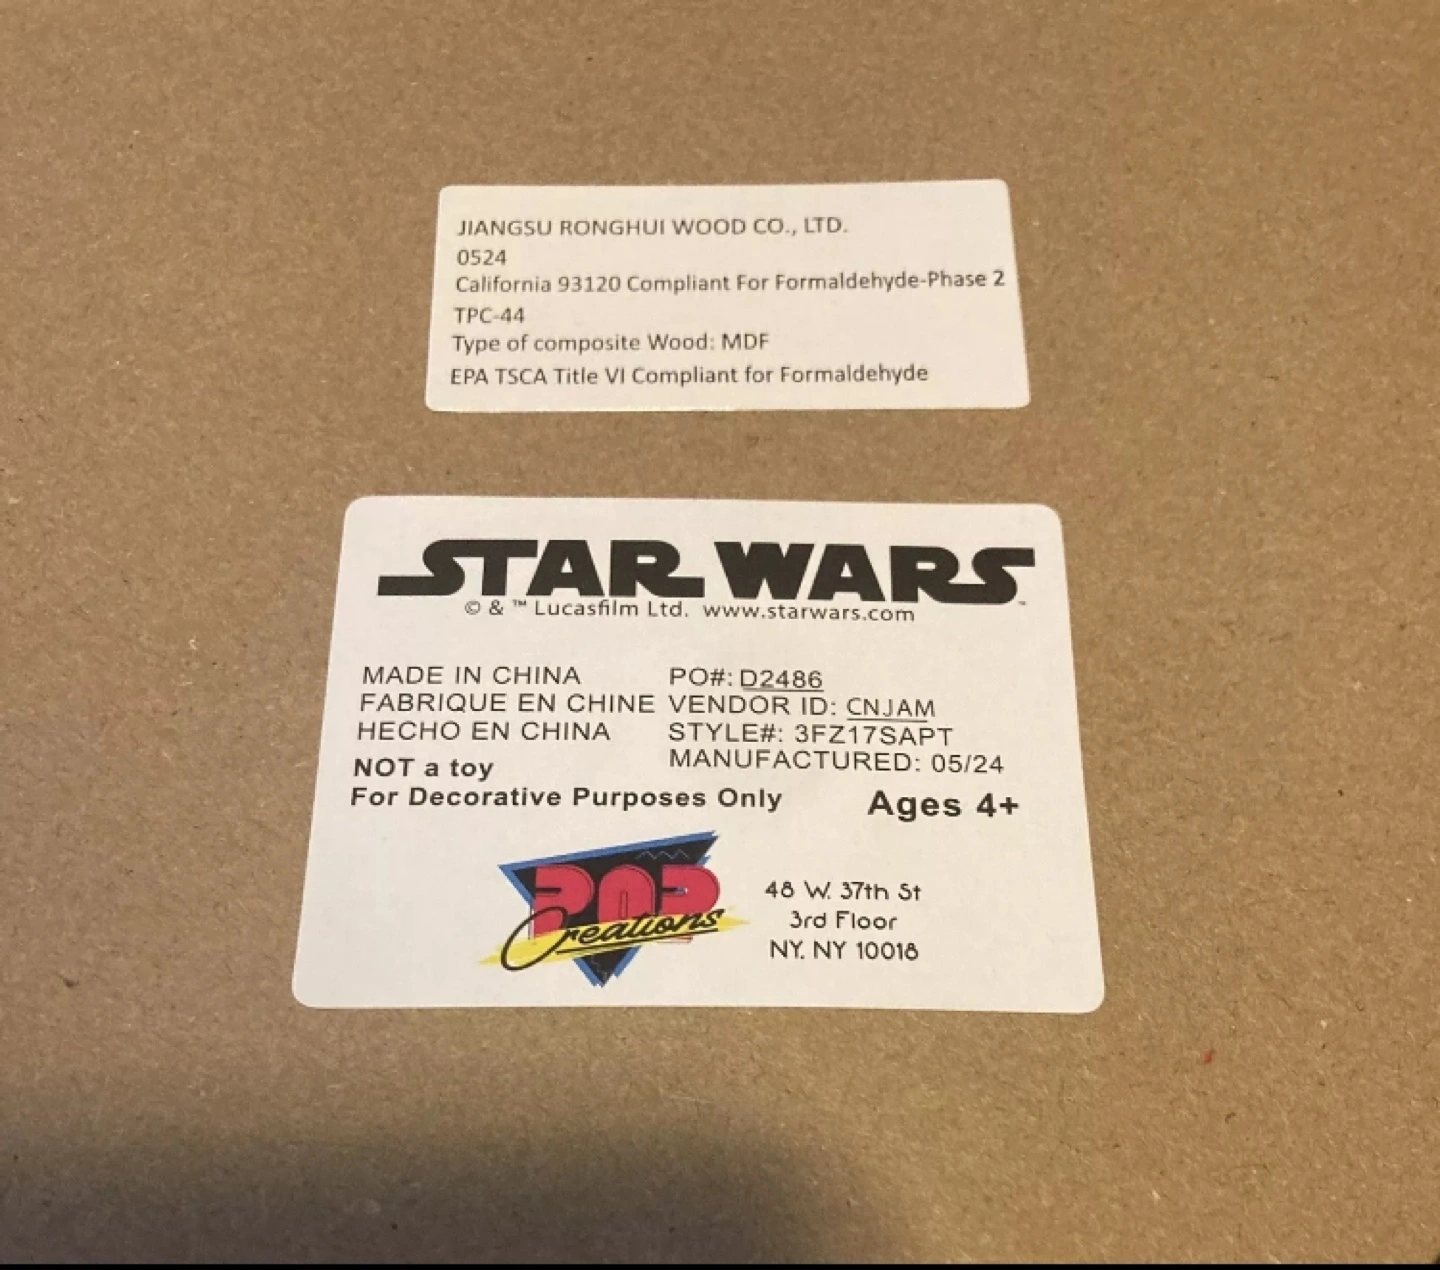 JIANGSU RONGHUI WOOD CO., LTD.
0524
California 93120 Compliant For Formaldehyde-Phase 2
TPC-44
Type of composite Wood: MDF
EPA TSCA Title VI Compliant for Formaldehyde
STAR WARS™
© & ™ Lucasfilm Ltd. www.starwars.com
MADE IN CHINA
FABRIQUE EN CHINE
HECHO EN CHINA
PO#: D2486
VENDOR ID: CNJAM
STYLE#: 3FZ17SAPT
MANUFACTURED: 05/24
NOT a toy
For Decorative Purposes Only
Ages 4+
POP
Creations
48 W. 37th St
3rd Floor
NY, NY 10018